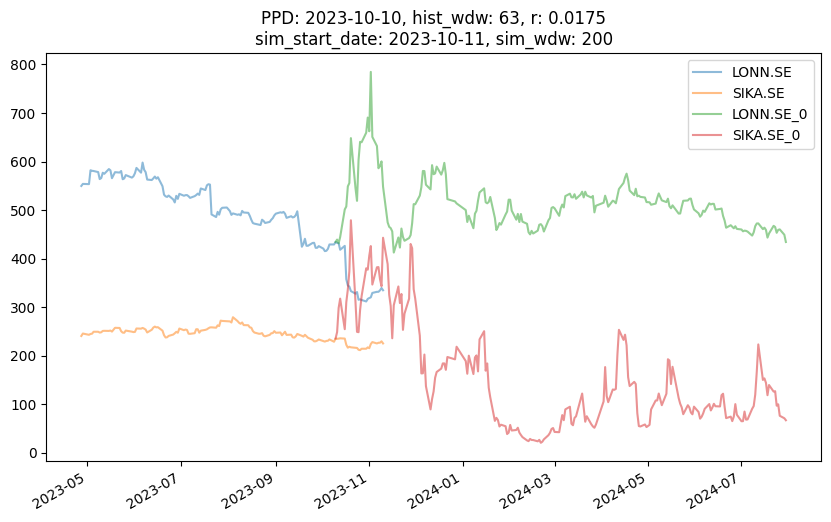 PPD: 2023-10-10, hist_wdw: 63, r: 0.0175
sim_start_date: 2023-10-11, sim_wdw: 200
LONN.SE
SIKA.SE
LONN.SE_0
SIKA.SE_0
800
700
600
500
400
300
200
100
0
2023-05
2023-07
2023-09
2023-11
2024-01
2024-03
2024-05
2024-07